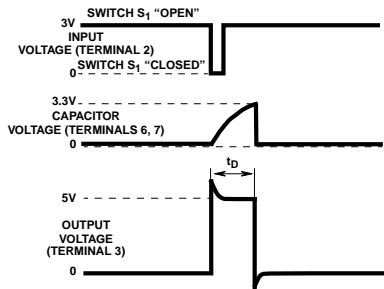 SWITCH S1 “OPEN”
3V
INPUT
VOLTAGE (TERMINAL 2)
SWITCH S1 “CLOSED”
0
3.3V
CAPACITOR
VOLTAGE (TERMINALS 6, 7)
0
tD
5V
OUTPUT
VOLTAGE
(TERMINAL 3)
0